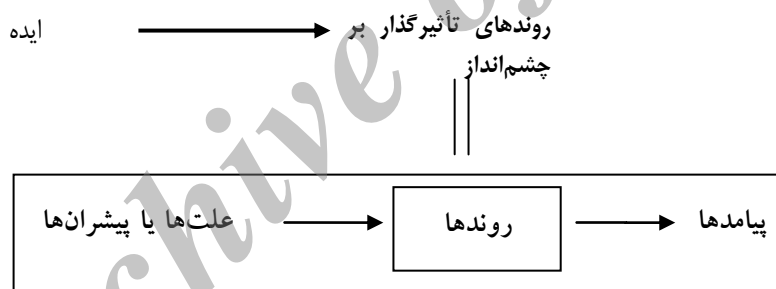 ایده
روندهای تأثیرگذار بر
چشم‌انداز
علت‌ها یا پیشران‌ها
روندها
پیامدها